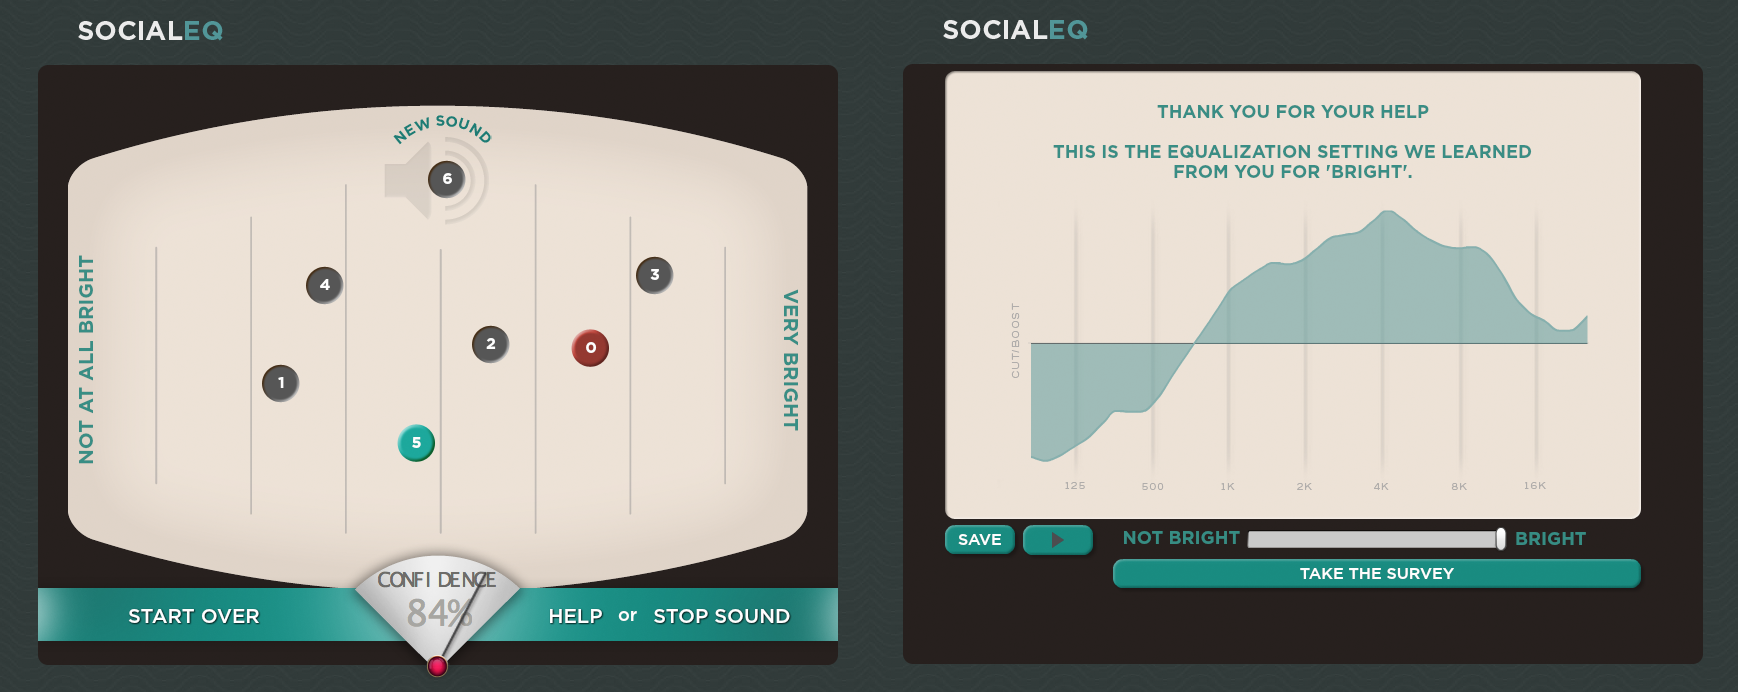 SOCIALEQ
NEW SOUND
6
4
3
2
0
1
5
NOT AT ALL BRIGHT
VERY BRIGHT
CONFIDENCE
84%
START OVER
HELP or STOP SOUND
SOCIALEQ
THANK YOU FOR YOUR HELP
THIS IS THE EQUALIZATION SETTING WE LEARNED
FROM YOU FOR 'BRIGHT'.
CUT/BOOST
125 500 1K 2K 4K 8K 16K
SAVE
NOT BRIGHT
BRIGHT
TAKE THE SURVEY